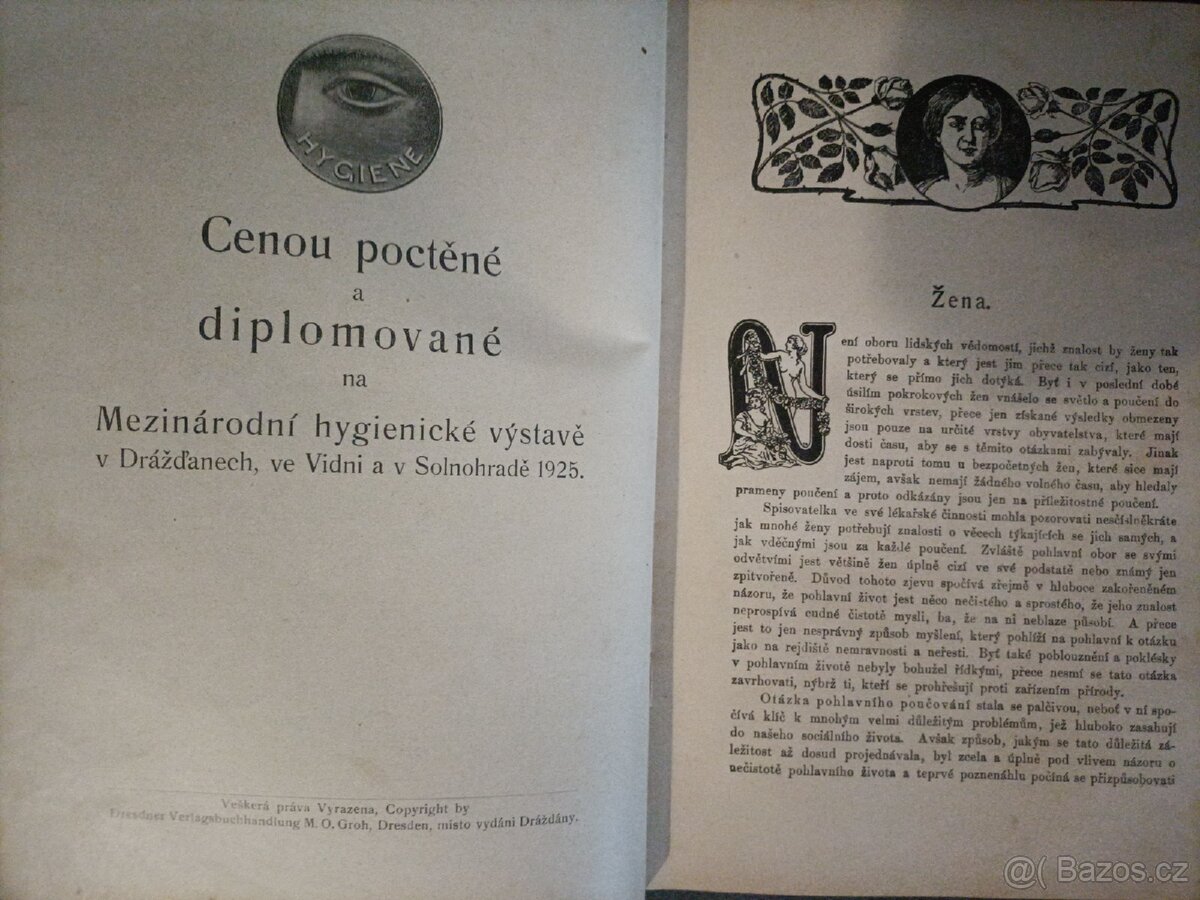 HYGIENE
Cenou poctěné
a
diplomované
na
Mezinárodní hygienické výstavě
v Drážďanech, ve Vidni a v Solnohradě 1925.
Veškerá práva Vyrazena, Copyright by
Dresdner Verlagsbuchhandlung M. O. Groh, Dresden, místo vydání Drážďány.
Žena.
Není oboru lidských vědomostí, jichž znalost by ženy tak
potřebovaly a který jest jim přece tak cizí, jako ten,
který se přímo jich dotýká. Byť i v poslední době
úsilím pokrokových žen vnášelo se světlo a poučení do
širokých vrstev, přece jen získané výsledky obmezeny
jsou pouze na určité vrstvy obyvatelstva, které mají
dosti času, aby se s těmito otázkami zabývaly. Jinak
jest naproti tomu u bezpočetných žen, které sice mají
zájem, avšak nemají žádného volného času, aby hledaly
prameny poučení a proto odkázány jsou jen na příležitostné poučení.
Spisovatelka ve své lékařské činnosti mohla pozorovati nesčíslněkráte
jak mnohé ženy potřebují znalosti o věcech týkajících se jich samých, a
jak vděčnými jsou za každé poučení. Zvláště pohlavní obor se svými
odvětvími jest většině žen úplně cizí ve své podstatě nebo známý jen
zpitvořeně. Důvod tohoto zjevu spočívá zřejmě v hluboce zakořeněném
názoru, že pohlavní život jest něco neči-stého a sprostého, že jeho znalost
neprospívá cudné čistotě mysli, ba, že na ni neblaze působí. A přece
jest to jen nesprávný způsob myšlení, který pohlíží na pohlavní k otázku
jako na rejdiště nemravnosti a neřesti. Byť také poblouznění a poklésky
v pohlavním životě nebyly bohužel řídkými, přece nesmí se tato otázka
zavrhovati, nýbrž ti, kteří se prohřešují proti zařízením přírody.
Otázka pohlavního poučování stala se palčivou, neboť v ní spo-
čívá klíč k mnohým velmi důležitým problémům, jež hluboko zasahují
do našeho sociálního života. Avšak způsob, jakým se tato důležitá zá-
ležitost až dosud projednávala, byl zcela a úplně pod vlivem názoru o
nečistotě pohlavního života a teprvé poznenáhlu počíná se přizpůsobovati
@( Bazos.cz